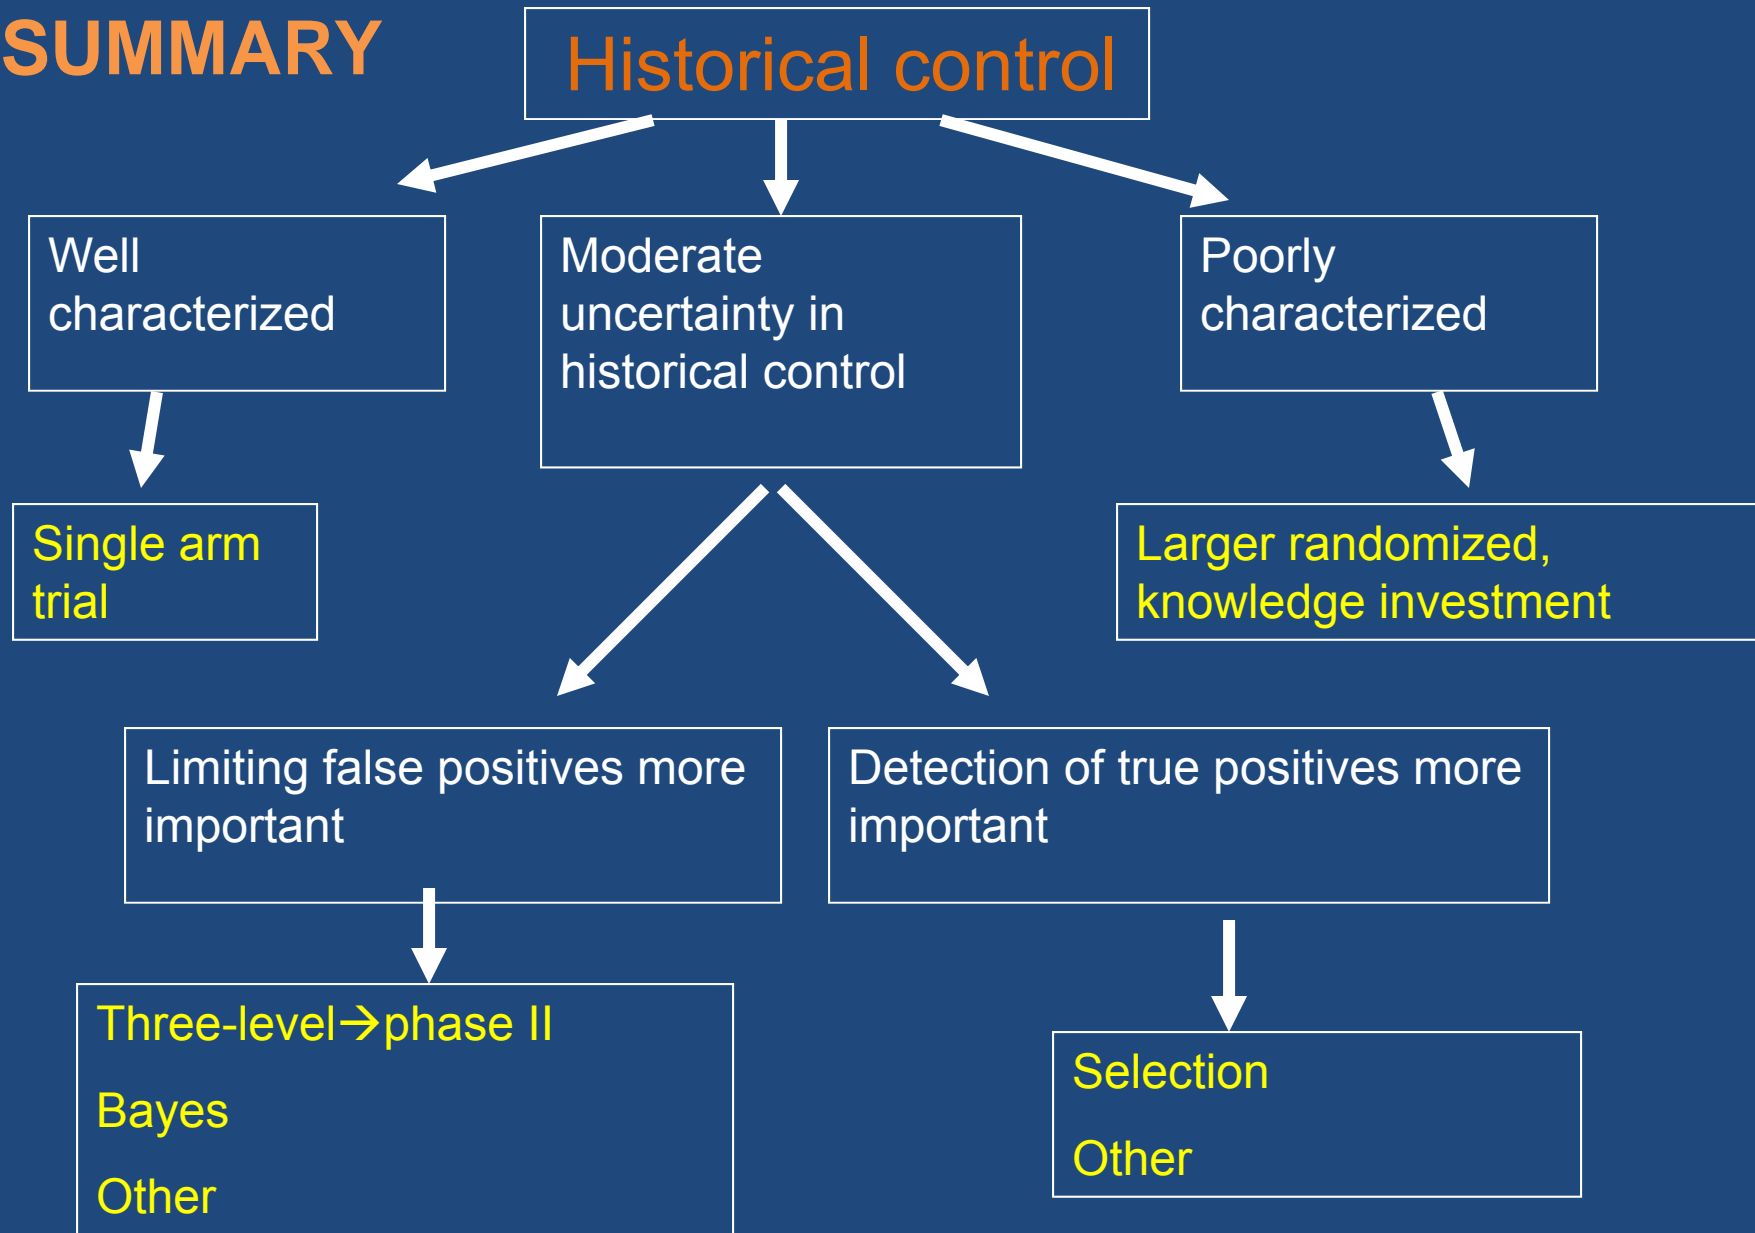 SUMMARY
Historical control
Well
characterized
Moderate
uncertainty in
historical control
Poorly
characterized
Single arm
trial
Larger randomized,
knowledge investment
Limiting false positives more
important
Detection of true positives more
important
Three-level→phase II
Bayes
Other
Selection
Other